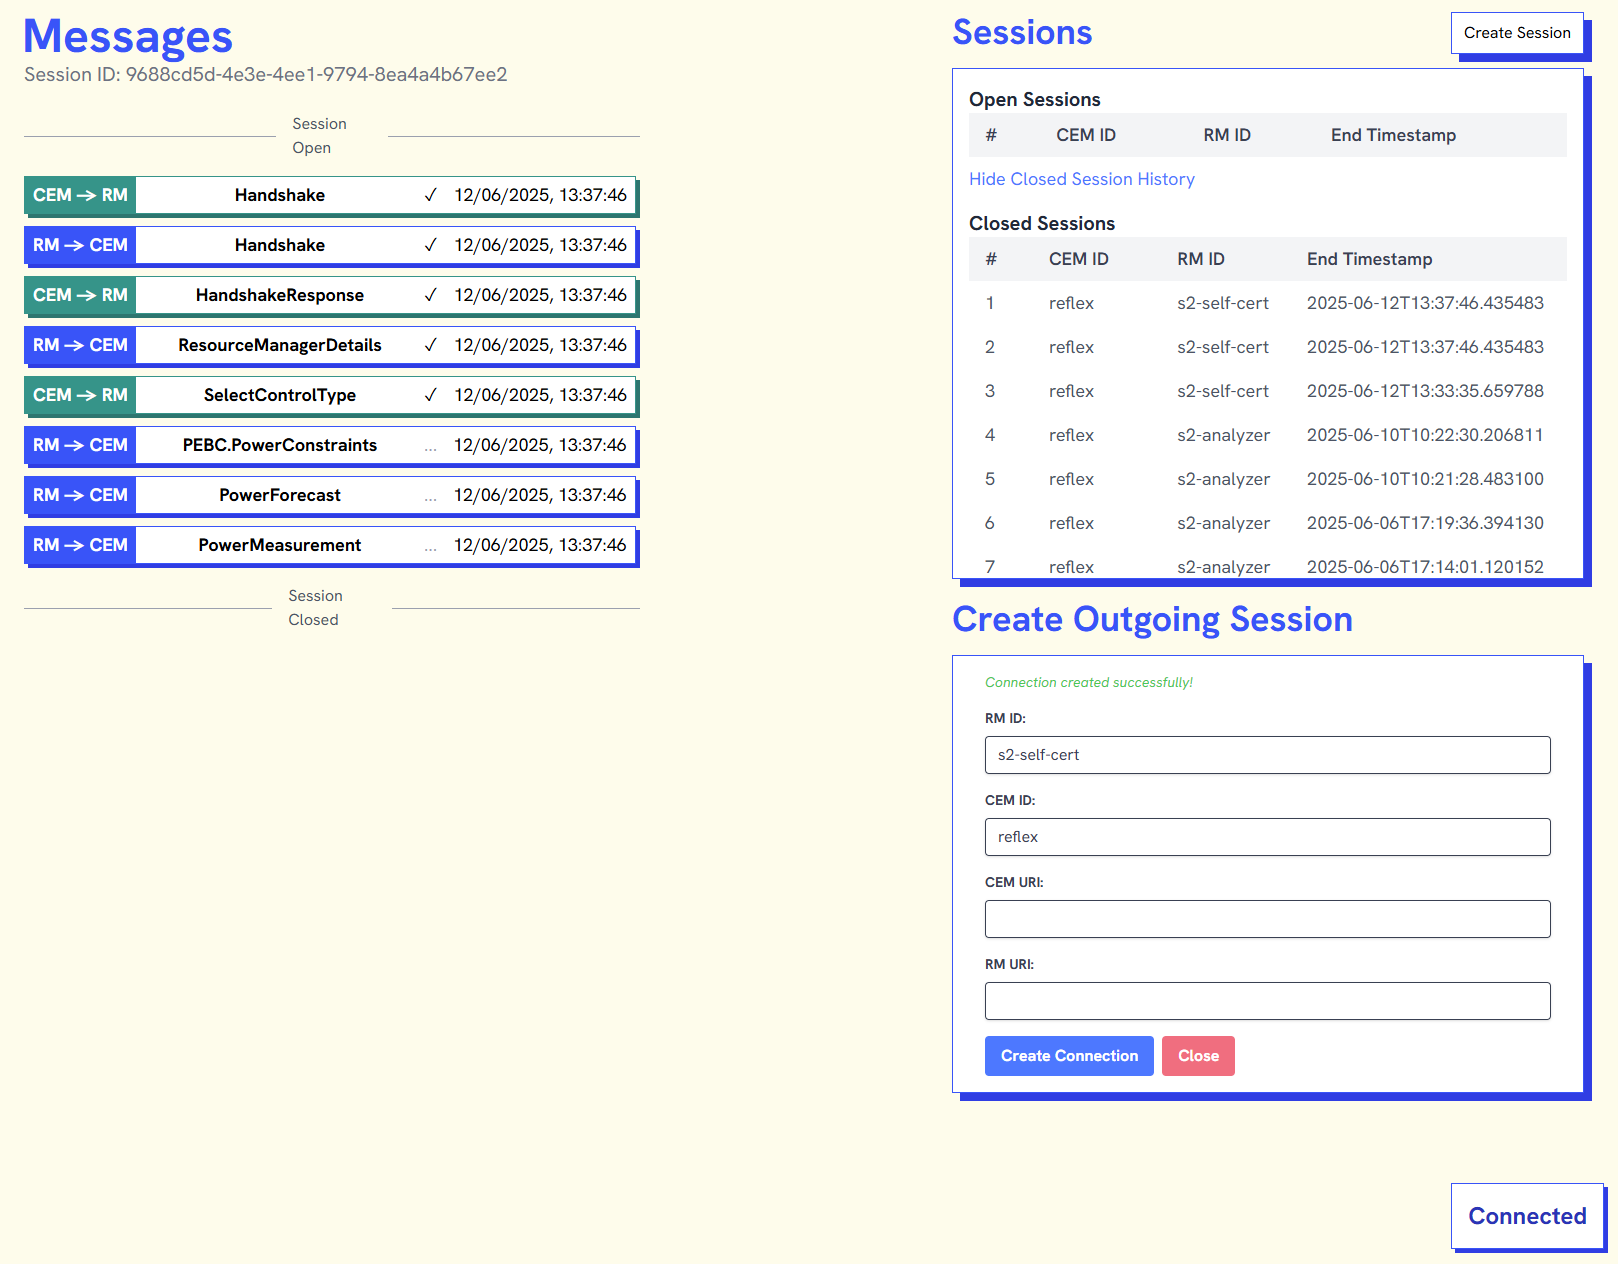 Messages
Session ID: 9688cd5d-4e3e-4ee1-9794-8ea4a4b67ee2
Session
Open
CEM → RM Handshake ✓ 12/06/2025, 13:37:46
RM → CEM Handshake ✓ 12/06/2025, 13:37:46
CEM → RM HandshakeResponse ✓ 12/06/2025, 13:37:46
RM → CEM ResourceManagerDetails ✓ 12/06/2025, 13:37:46
CEM → RM SelectControlType ✓ 12/06/2025, 13:37:46
RM → CEM PEBC.PowerConstraints ... 12/06/2025, 13:37:46
RM → CEM PowerForecast ... 12/06/2025, 13:37:46
RM → CEM PowerMeasurement ... 12/06/2025, 13:37:46
Session
Closed
Sessions
Create Session
Open Sessions
# CEM ID RM ID End Timestamp
Hide Closed Session History
Closed Sessions
# CEM ID RM ID End Timestamp
1 reflex s2-self-cert 2025-06-12T13:37:46.435483
2 reflex s2-self-cert 2025-06-12T13:37:46.435483
3 reflex s2-self-cert 2025-06-12T13:33:35.659788
4 reflex s2-analyzer 2025-06-10T10:22:30.206811
5 reflex s2-analyzer 2025-06-10T10:21:28.483100
6 reflex s2-analyzer 2025-06-06T17:19:36.394130
7 reflex s2-analyzer 2025-06-06T17:14:01.120152
Create Outgoing Session
Connection created successfully!
RM ID:
s2-self-cert
CEM ID:
reflex
CEM URI:
RM URI:
Create Connection Close
Connected